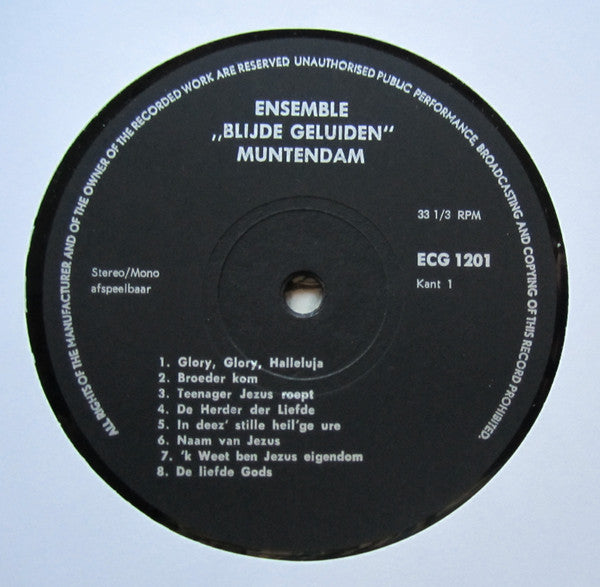 ALL RIGHTS OF THE MANUFACTURER AND OF THE OWNER OF THE RECORDED WORK ARE RESERVED UNAUTHORISED PUBLIC PERFORMANCE, BROADCASTING AND COPYING OF THIS RECORD PROHIBITED.
ENSEMBLE
„BLIJDE GELUIDEN“
MUNTENDAM
33 1/3 RPM
Stereo/Mono
afspeelbaar
ECG 1201
Kant 1
1. Glory, Glory, Halleluja
2. Broeder kom
3. Teenager Jezus roept
4. De Herder der Liefde
5. In deez' stille heil'ge ure
6. Naam van Jezus
7. 'k Weet ben Jezus eigendom
8. De liefde Gods